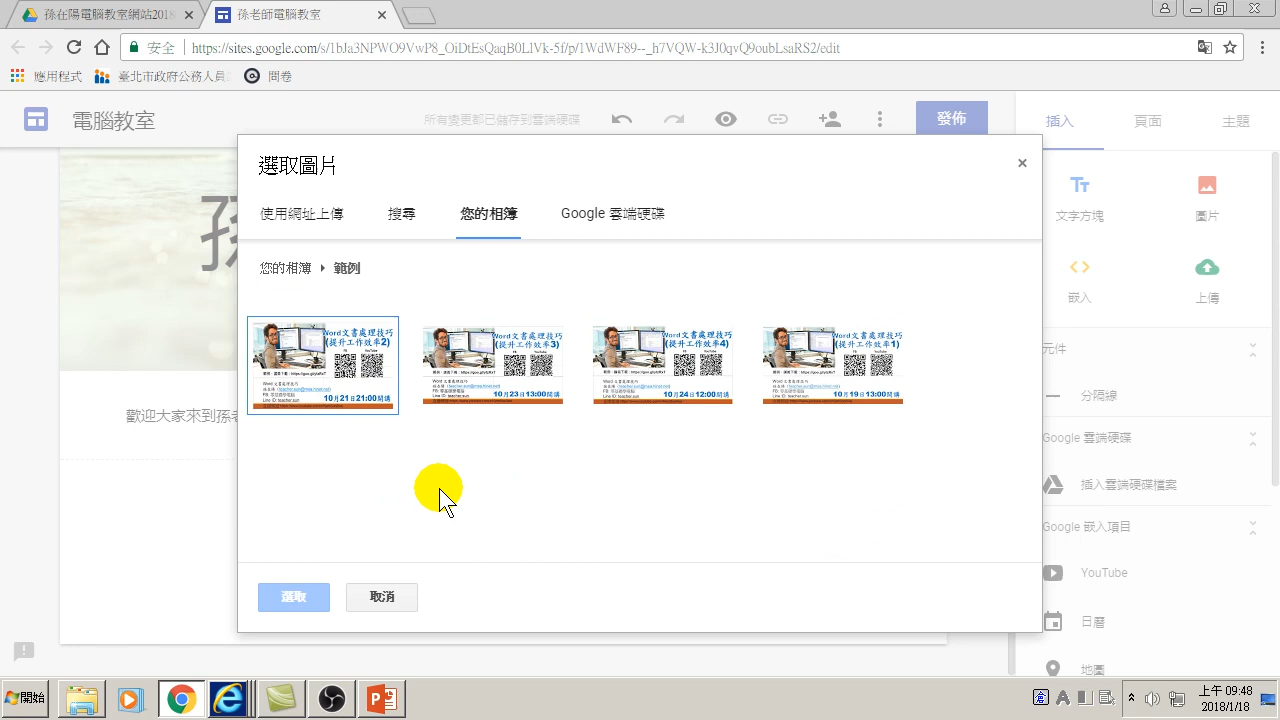 孫在陽電腦教室網站2018
孫老師電腦教室
安全
https://sites.google.com/s/1bJa3NPWO9VwP8_OiDtEsQaqB0LlVk-5f/p/1WdWF89--_h7VQW-k3J0qvQ9oubLsaRS2/edit
應用程式
臺北市政府公務人員
問卷
電腦教室
所有變更都已儲存到雲端硬碟
發佈
插入
頁面
主題
選取圖片
使用網址上傳
搜尋
您的相簿
Google 雲端硬碟
您的相簿
範例
Word文書處理技巧
(提升工作效率2)
10月21日21:00開講
Word文書處理技巧
(提升工作效率3)
10月23日13:00開講
Word文書處理技巧
(提升工作效率4)
10月24日12:00開講
Word文書處理技巧
(提升工作效率1)
10月19日13:00開講
歡迎大家來到孫老
選取
取消
文字方塊
圖片
嵌入
上傳
元件
分隔線
Google 雲端硬碟
插入雲端硬碟檔案
Google 嵌入項目
YouTube
日曆
地圖
開始
上午 09:48
2018/1/18